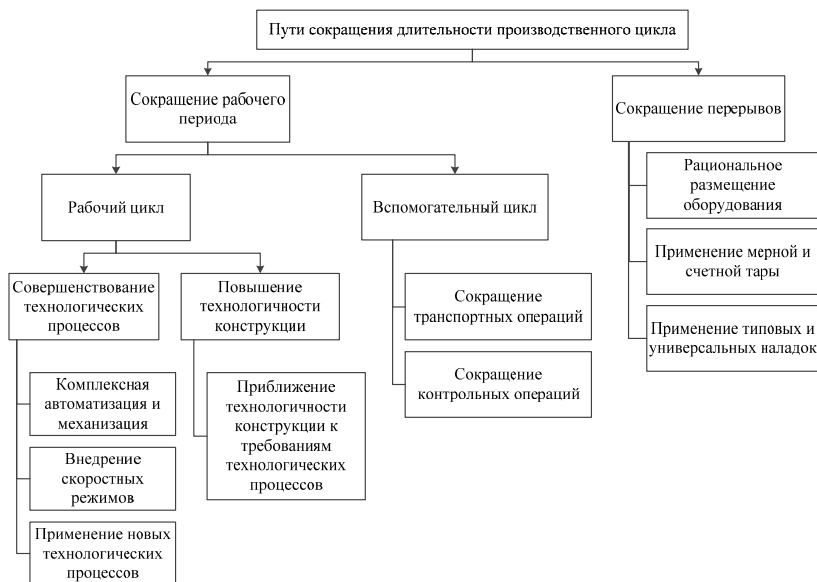 Пути сокращения длительности производственного цикла
Сокращение рабочего
периода
Сокращение перерывов
Рабочий цикл
Вспомогательный цикл
Рациональное
размещение
оборудования
Применение мерной и
счетной тары
Применение типовых и
универсальных наладок
Совершенствование
технологических
процессов
Повышение
технологичности
конструкции
Сокращение
транспортных операций
Сокращение
контрольных операций
Комплексная
автоматизация и
механизация
Внедрение
скоростных
режимов
Применение новых
технологических
процессов
Приближение
технологичности
конструкции к
требованиям
технологических
процессов